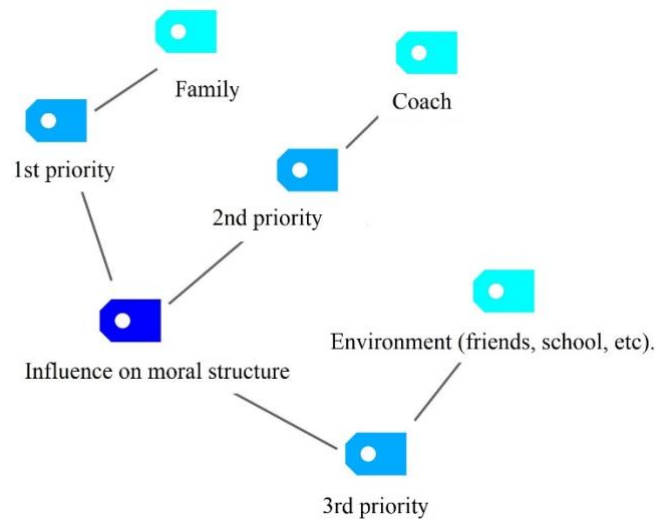 Family
Coach
1st priority
2nd priority
Environment (friends, school, etc).
Influence on moral structure
3rd priority